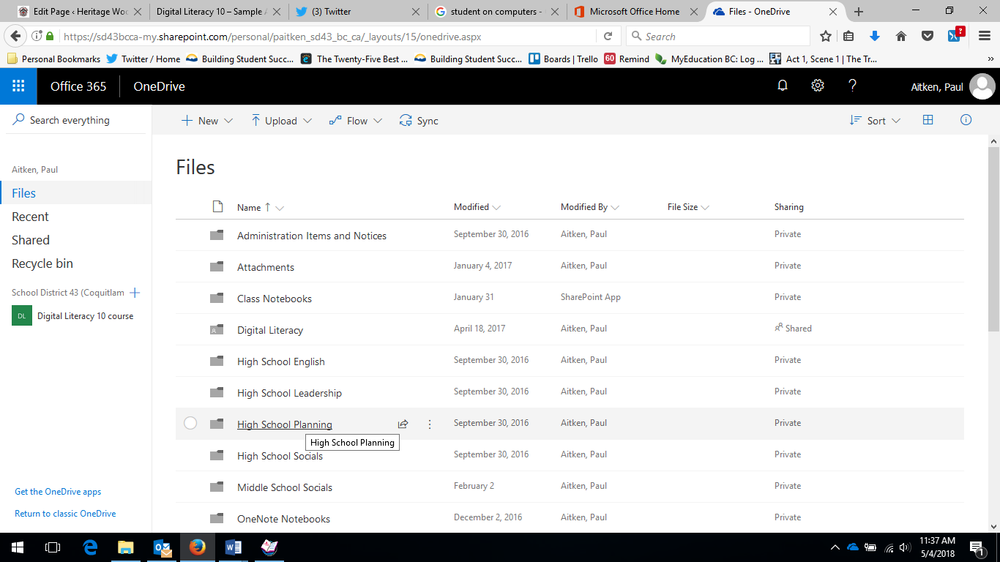 Edit Page ‹ Heritage Woo
Digital Literacy 10 – Sample A
(3) Twitter
student on computers -
Microsoft Office Home
Files - OneDrive
https://sd43bcca-my.sharepoint.com/personal/paitken_sd43_bc_ca/_layouts/15/onedrive.aspx
Search
?
Personal Bookmarks
Twitter / Home
Building Student Succ...
The Twenty-Five Best ...
Building Student Succ...
Boards | Trello
60
Remind
MyEducation BC: Log ...
Act 1, Scene 1 | The Tr...
Office 365
OneDrive
?
Aitken, Paul
Search everything
New
Upload
Flow
Sync
Sort
Aitken, Paul
Files
Recent
Shared
Recycle bin
School District 43 (Coquitlam
DL
Digital Literacy 10 course
Get the OneDrive apps
Return to classic OneDrive
Files
Name Modified Modified By File Size Sharing
Administration Items and Notices September 30, 2016 Aitken, Paul Private
Attachments January 4, 2017 Aitken, Paul Private
Class Notebooks January 31 SharePoint App Private
Digital Literacy April 18, 2017 Aitken, Paul Shared
High School English September 30, 2016 Aitken, Paul Private
High School Leadership September 30, 2016 Aitken, Paul Private
High School Planning September 30, 2016 Aitken, Paul Private
High School Planning
High School Socials September 30, 2016 Aitken, Paul Private
Middle School Socials February 2 Aitken, Paul Private
OneNote Notebooks December 2, 2016 Aitken, Paul Private
11:37 AM
5/4/2018
1